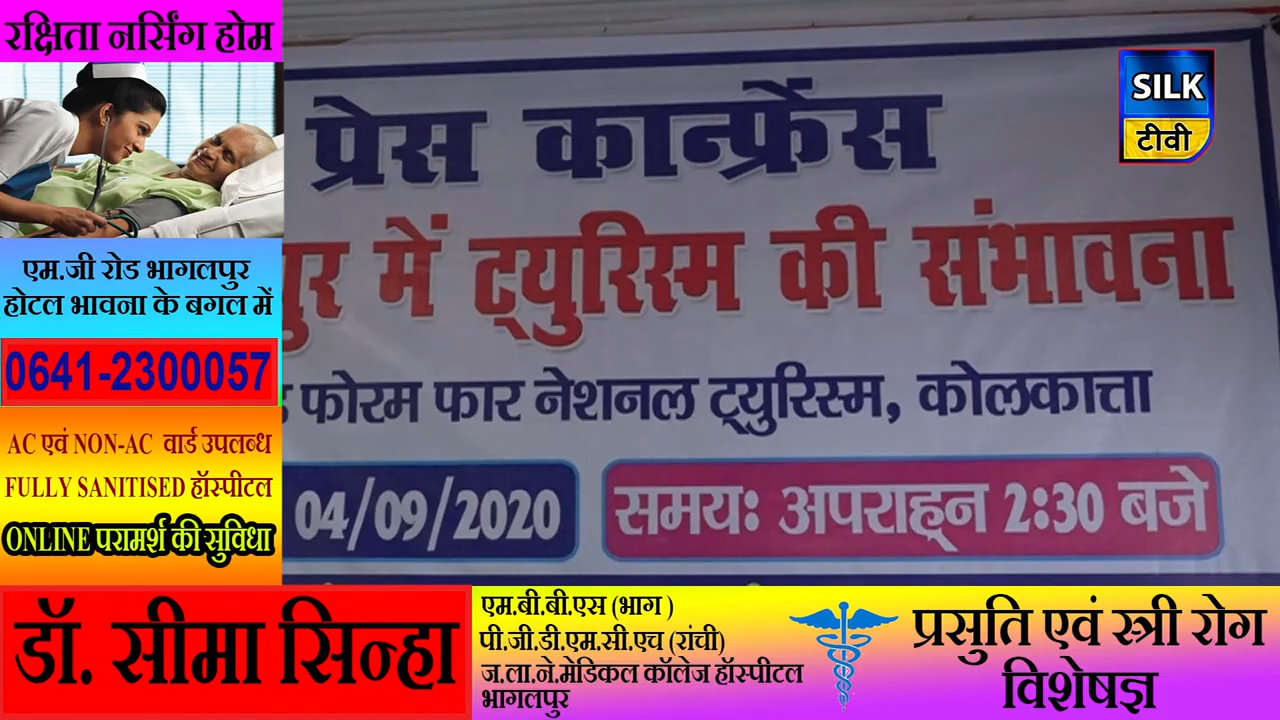 रक्षिता नर्सिंग होम
एम.जी रोड भागलपुर
होटल भावना के बगल में
0641-2300057
AC एवं NON-AC वार्ड उपलब्ध
FULLY SANITISED हॉस्पीटल
ONLINE परामर्श की सुविधा
प्रेस कान्फ्रेंस
में ट्युरिस्म की संभावना
फोरम फार नेशनल ट्युरिस्म, कोलकात्ता
04/09/2020
समयः अपराह्न 2:30 बजे
SILK
टीवी
डॉ. सीमा सिन्हा
एम.बी.बी.एस (भाग )
पी.जी.डी.एम.सी.एच (रांची)
ज.ला.ने.मेडिकल कॉलेज हॉस्पीटल
भागलपुर
प्रसुति एवं स्त्री रोग
विशेषज्ञ